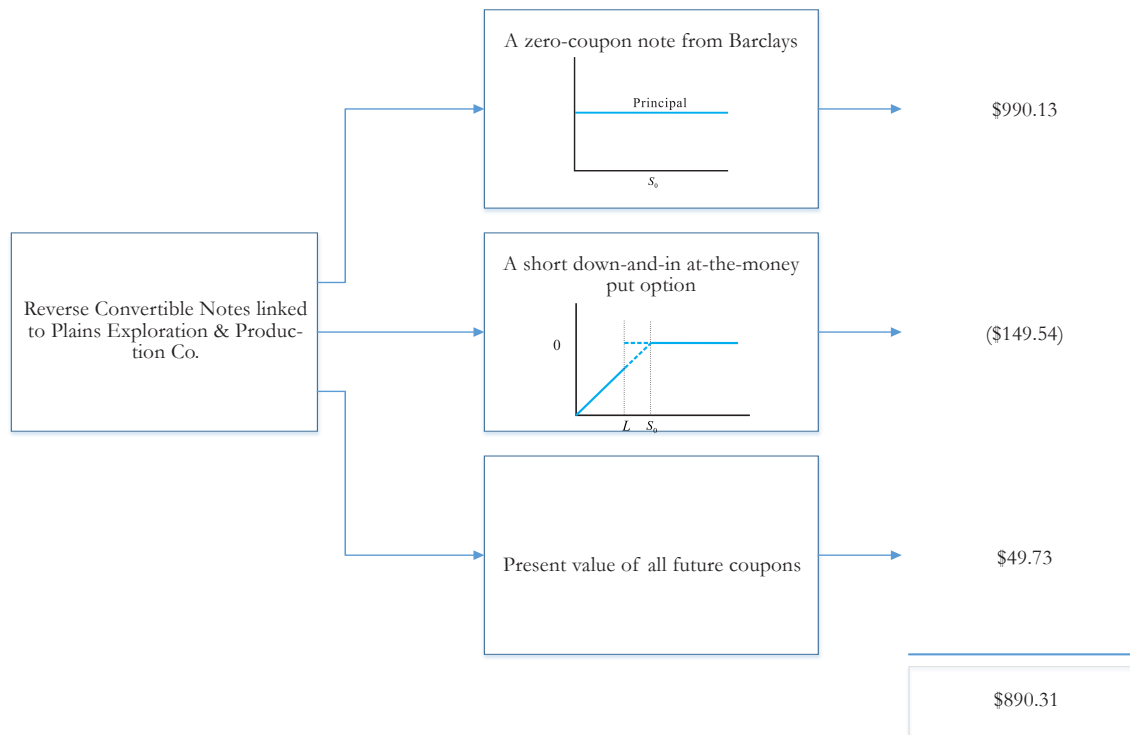 A zero-coupon note from Barclays
Principal
S₀
$990.13
Reverse Convertible Notes linked
to Plains Exploration & Produc-
tion Co.
A short down-and-in at-the-money
put option
0
L S₀
($149.54)
Present value of all future coupons
$49.73
$890.31